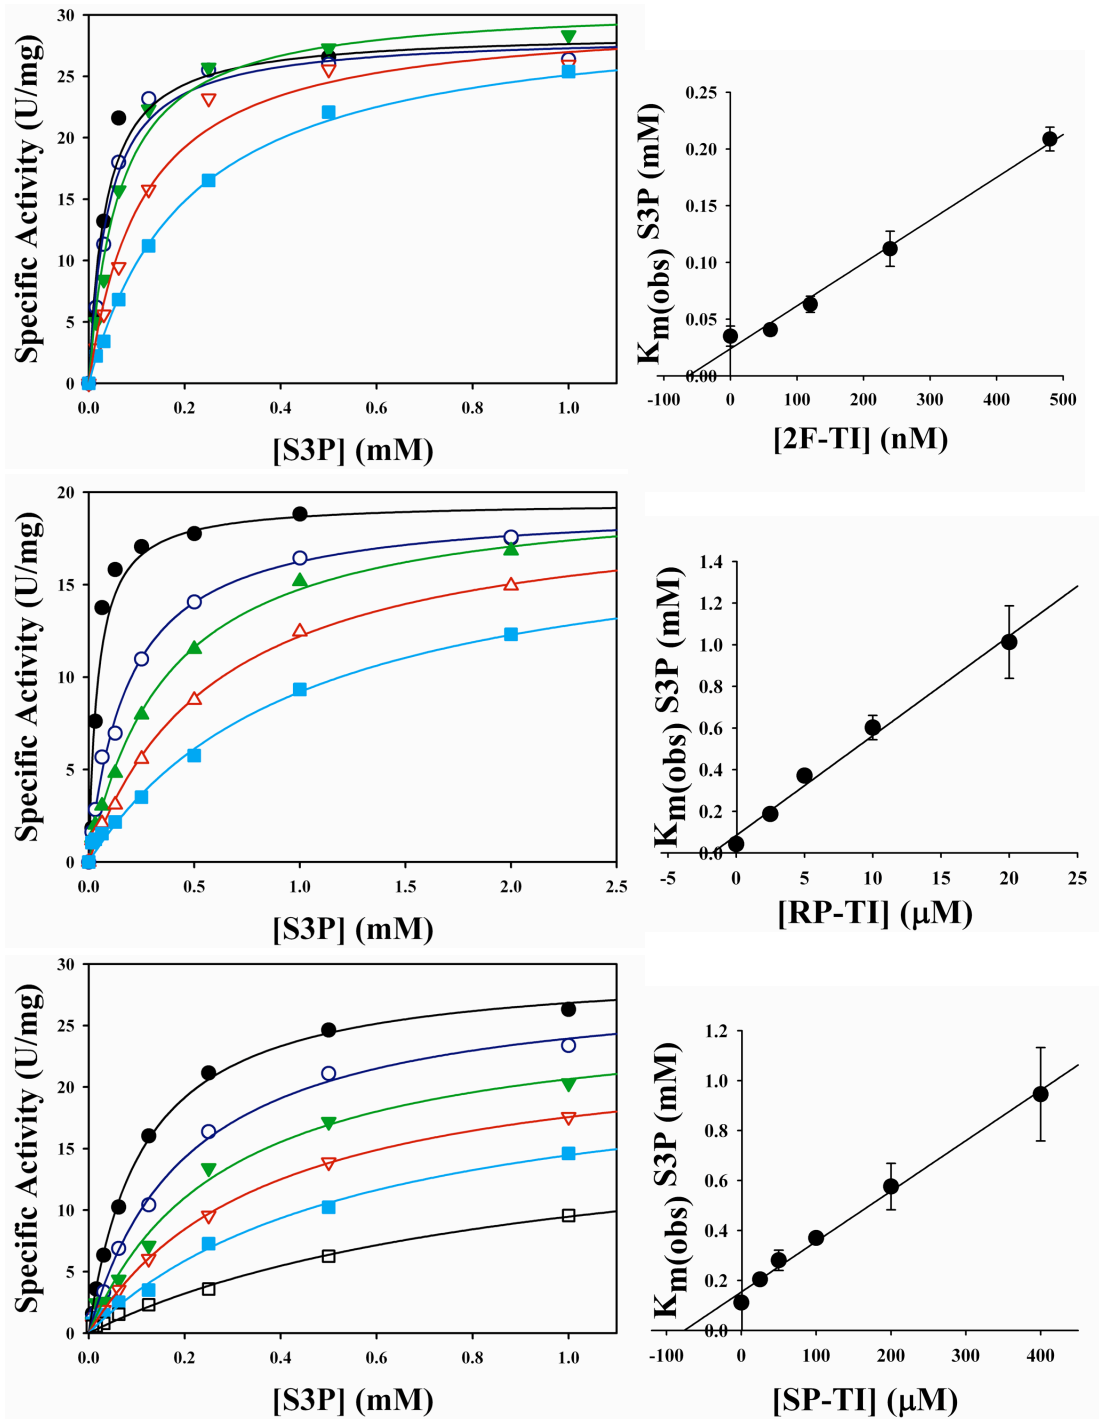 30
25
20
15
10
5
0
Specific Activity (U/mg)
0.0 0.2 0.4 0.6 0.8 1.0
[S3P] (mM)
0.25
0.20
0.15
0.10
0.05
0.00
Km(obs) S3P (mM)
-100 0 100 200 300 400 500
[2F-TI] (nM)
20
15
10
5
0
Specific Activity (U/mg)
0.0 0.5 1.0 1.5 2.0 2.5
[S3P] (mM)
1.4
1.2
1.0
0.8
0.6
0.4
0.2
0.0
Km(obs) S3P (mM)
-5 0 5 10 15 20 25
[RP-TI] (µM)
30
25
20
15
10
5
0
Specific Activity (U/mg)
0.0 0.2 0.4 0.6 0.8 1.0
[S3P] (mM)
1.2
1.0
0.8
0.6
0.4
0.2
0.0
Km(obs) S3P (mM)
-100 0 100 200 300 400
[SP-TI] (µM)